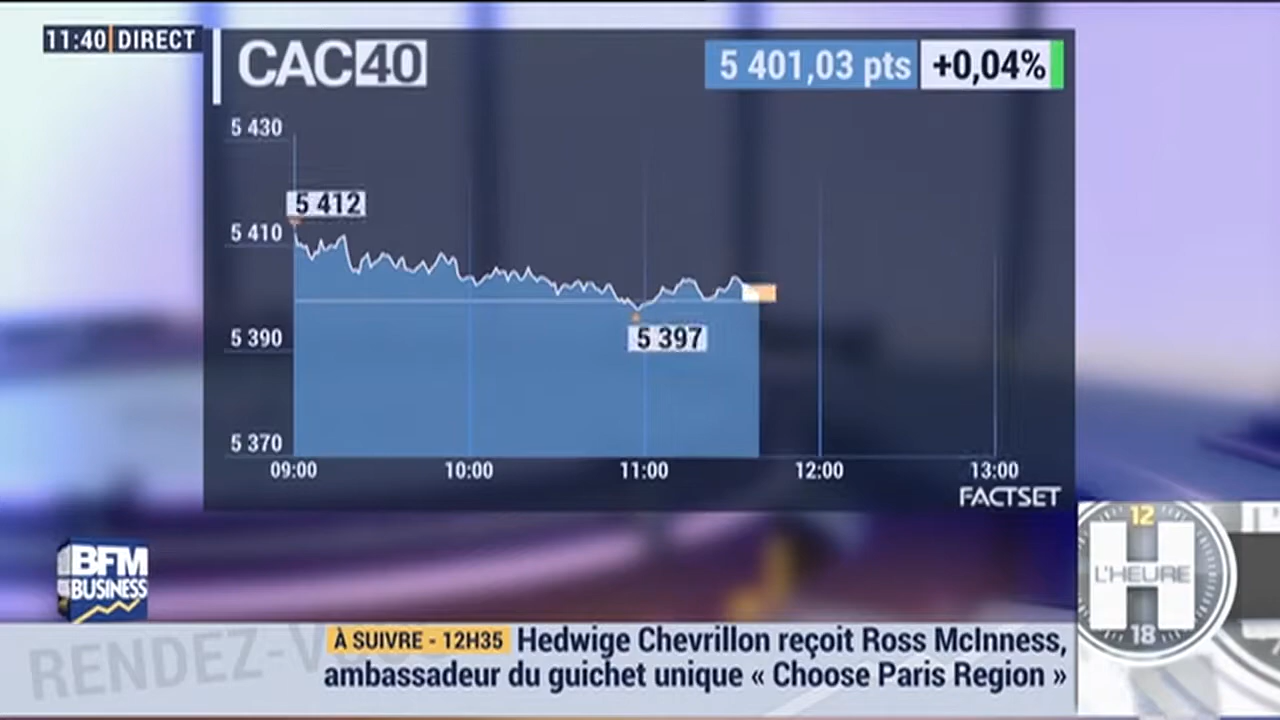 11:40 DIRECT
CAC40
5 401,03 pts
+0,04%
5 430
5 412
5 410
5 397
5 390
5 370
09:00
10:00
11:00
12:00
13:00
FACTSET
BFM
BUSINESS
12
L'HEURE
H
18
À SUIVRE - 12H35 Hedwige Chevrillon reçoit Ross McInness,
ambassadeur du guichet unique « Choose Paris Region »